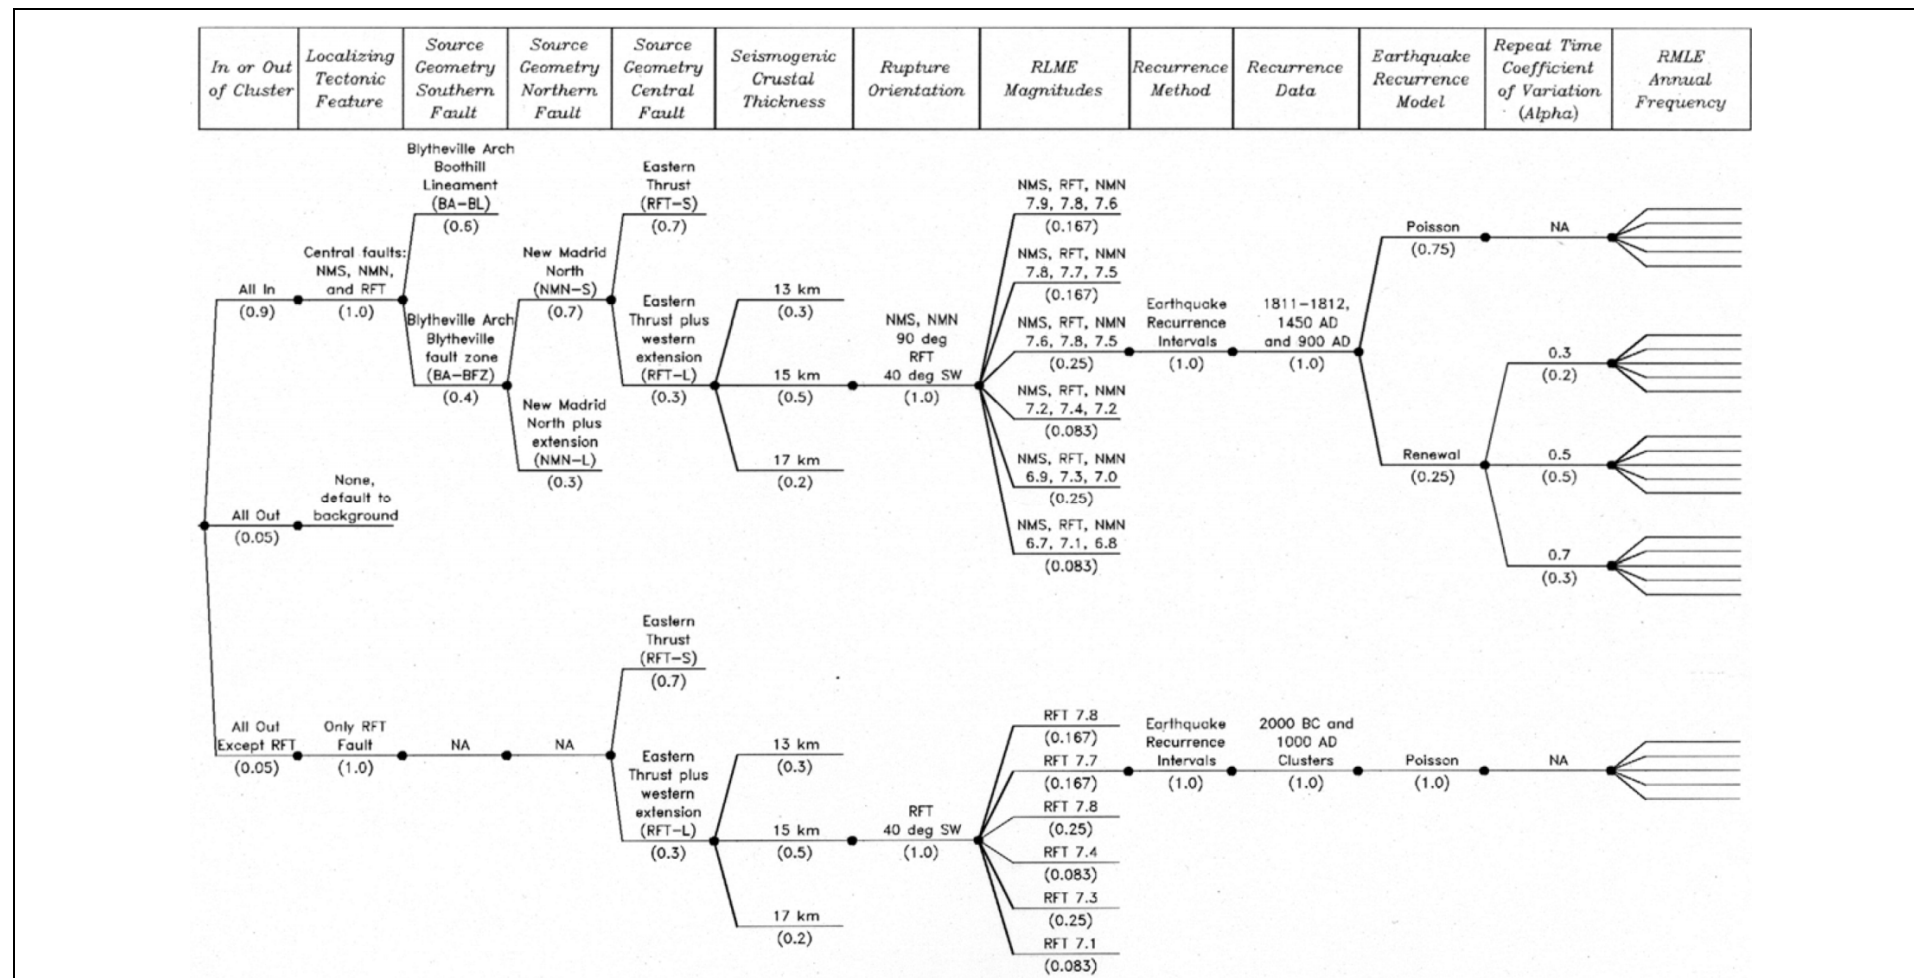 In or Out
of Cluster
Localizing
Tectonic
Feature
Source
Geometry
Southern
Fault
Source
Geometry
Northern
Fault
Source
Geometry
Central
Fault
Seismogenic
Crustal
Thickness
Rupture
Orientation
RLME
Magnitudes
Recurrence
Method
Recurrence
Data
Earthquake
Recurrence
Model
Repeat Time
Coefficient
of Variation
(Alpha)
RMLE
Annual
Frequency
All In
(0.9)
Central faults:
NMS, NMN,
and RFT
(1.0)
Blytheville Arch
Boothill
Lineament
(BA-BL)
(0.6)
Blytheville Arch
Blytheville
fault zone
(BA-BFZ)
(0.4)
New Madrid
North
(NMN-S)
(0.7)
New Madrid
North plus
extension
(NMN-L)
(0.3)
Eastern
Thrust
(RFT-S)
(0.7)
Eastern
Thrust plus
western
extension
(RFT-L)
(0.3)
13 km
(0.3)
15 km
(0.5)
17 km
(0.2)
NMS, NMN
90 deg
RFT
40 deg SW
(1.0)
NMS, RFT, NMN
7.9, 7.8, 7.6
(0.167)
NMS, RFT, NMN
7.8, 7.7, 7.5
(0.167)
NMS, RFT, NMN
7.6, 7.8, 7.5
(0.25)
NMS, RFT, NMN
7.2, 7.4, 7.2
(0.083)
NMS, RFT, NMN
6.9, 7.3, 7.0
(0.25)
NMS, RFT, NMN
6.7, 7.1, 6.8
(0.083)
Earthquake
Recurrence
Intervals
(1.0)
1811-1812,
1450 AD
and 900 AD
(1.0)
Poisson
(0.75)
NA
Renewal
(0.25)
0.3
(0.2)
0.5
(0.5)
0.7
(0.3)
All Out
(0.05)
None,
default to
background
All Out
Except RFT
(0.05)
Only RFT
Fault
(1.0)
NA
NA
Eastern
Thrust
(RFT-S)
(0.7)
Eastern
Thrust plus
western
extension
(RFT-L)
(0.3)
13 km
(0.3)
15 km
(0.5)
17 km
(0.2)
RFT
40 deg SW
(1.0)
RFT 7.8
(0.167)
RFT 7.7
(0.167)
RFT 7.8
(0.25)
RFT 7.4
(0.083)
RFT 7.3
(0.25)
RFT 7.1
(0.083)
Earthquake
Recurrence
Intervals
(1.0)
2000 BC and
1000 AD
Clusters
(1.0)
Poisson
(1.0)
NA